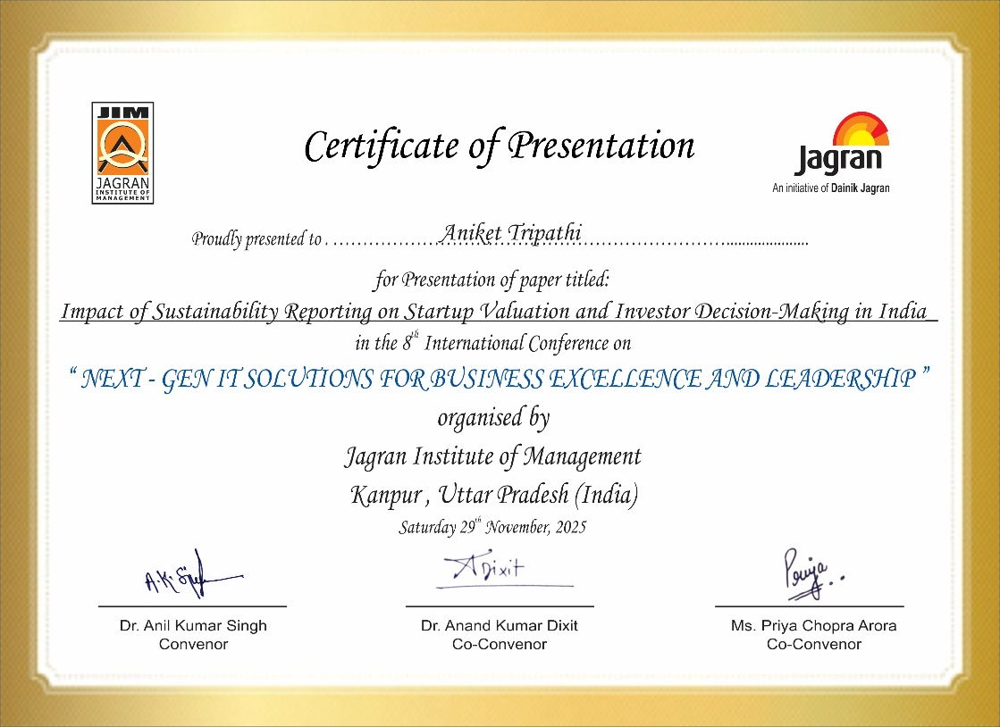 JIM
JAGRAN
INSTITUTE OF
MANAGEMENT
Certificate of Presentation
Jagran
An initiative of Dainik Jagran
Proudly presented to Aniket Tripathi
for Presentation of paper titled:
Impact of Sustainability Reporting on Startup Valuation and Investor Decision-Making in India
in the 8th International Conference on
“ NEXT - GEN IT SOLUTIONS FOR BUSINESS EXCELLENCE AND LEADERSHIP ”
organised by
Jagran Institute of Management
Kanpur , Uttar Pradesh (India)
Saturday 29th November, 2025
A Dixit
Dr. Anil Kumar Singh
Convenor
Dr. Anand Kumar Dixit
Co-Convenor
Ms. Priya Chopra Arora
Co-Convenor